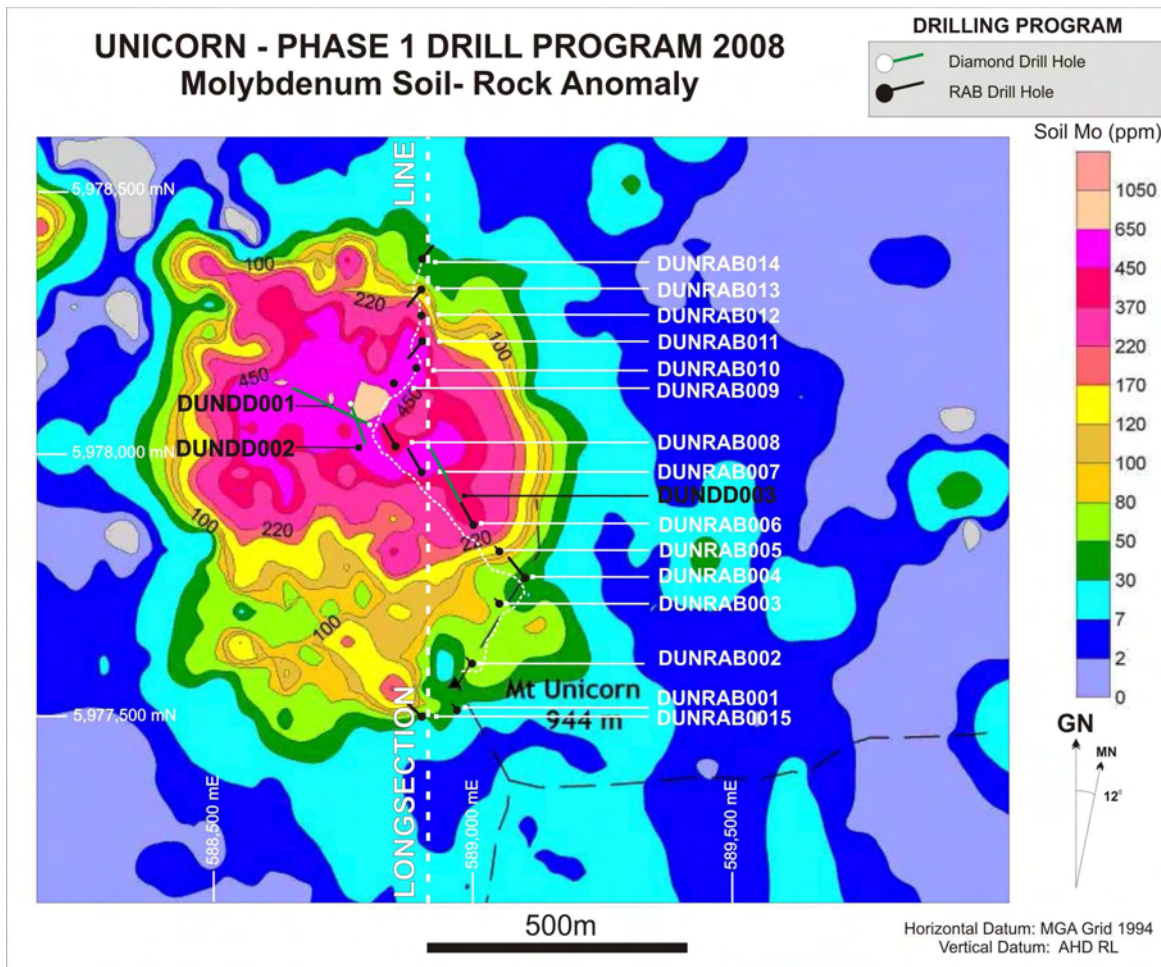 UNICORN - PHASE 1 DRILL PROGRAM 2008
Molybdenum Soil- Rock Anomaly
DRILLING PROGRAM
Diamond Drill Hole
RAB Drill Hole
Soil Mo (ppm)
1050
650
450
370
220
170
120
100
80
50
30
7
2
0
5,978,500 mN
LINE
100
220
100
450
450
DUNRAB014
DUNRAB013
DUNRAB012
DUNRAB011
DUNRAB010
DUNRAB009
DUNDD001
DUNDD002
DUNRAB008
DUNRAB007
DUNDD003
DUNRAB006
DUNRAB005
DUNRAB004
DUNRAB003
5,978,000 mN
100
220
220
100
DUNRAB002
Mt Unicorn
944 m
DUNRAB001
DUNRAB0015
5,977,500 mN
LONGSECTION
588,500 mE
589,000 mE
589,500 mE
GN
MN
12°
500m
Horizontal Datum: MGA Grid 1994
Vertical Datum: AHD RL